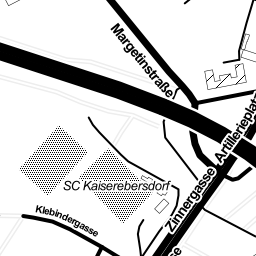 Margetinstraße
Artillerieplatz
SC Kaiserebersdorf
Zinnergasse
Klebindergasse